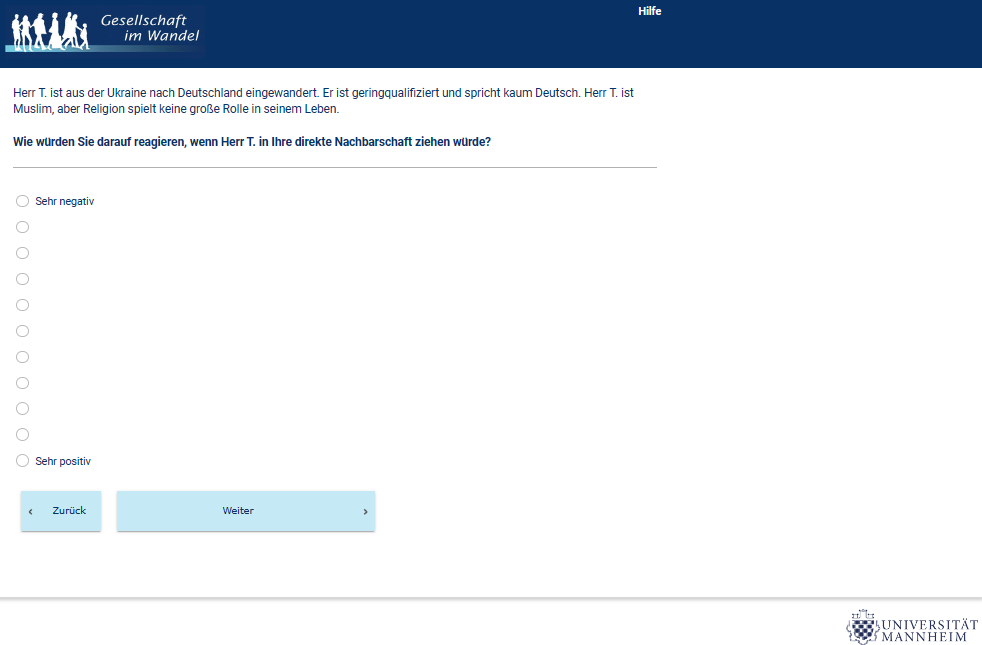 Gesellschaft
im Wandel
Hilfe
Herr T. ist aus der Ukraine nach Deutschland eingewandert. Er ist geringqualifiziert und spricht kaum Deutsch. Herr T. ist
Muslim, aber Religion spielt keine große Rolle in seinem Leben.
Wie würden Sie darauf reagieren, wenn Herr T. in Ihre direkte Nachbarschaft ziehen würde?
Sehr negativ
Sehr positiv
‹ Zurück
Weiter ›
UNIVERSITÄT
MANNHEIM